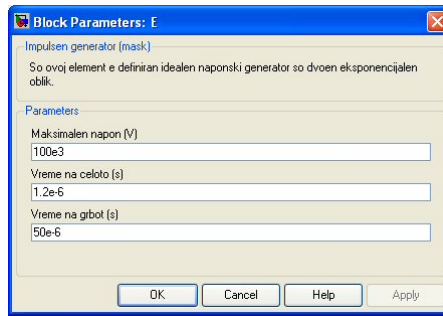 Block Parameters: E
Impulsen generator (mask)
So ovoj element e definiran idealen naponski generator so dvoen eksponencijalen
oblik.
Parameters
Maksimalen napon (V)
100e3
Vreme na celoto (s)
1.2e-6
Vreme na grbot (s)
50e-6
OK Cancel Help Apply